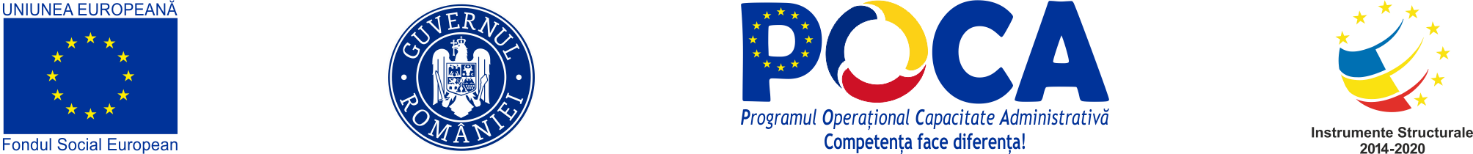 UNIUNEA EUROPEANĂ
Fondul Social European
GUVERNUL
ROMÂNIEI
POCA
Programul Operațional Capacitate Administrativă
Competența face diferența!
Instrumente Structurale
2014-2020